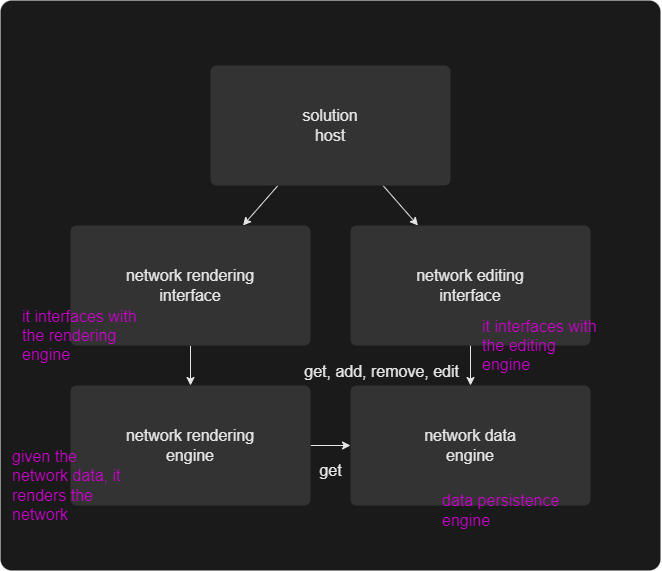 solution
host
network rendering
interface
network editing
interface
it interfaces with
the rendering
engine
it interfaces with
the editing
engine
get, add, remove, edit
network rendering
engine
network data
engine
get
given the
network data, it
renders the
network
data persistence
engine